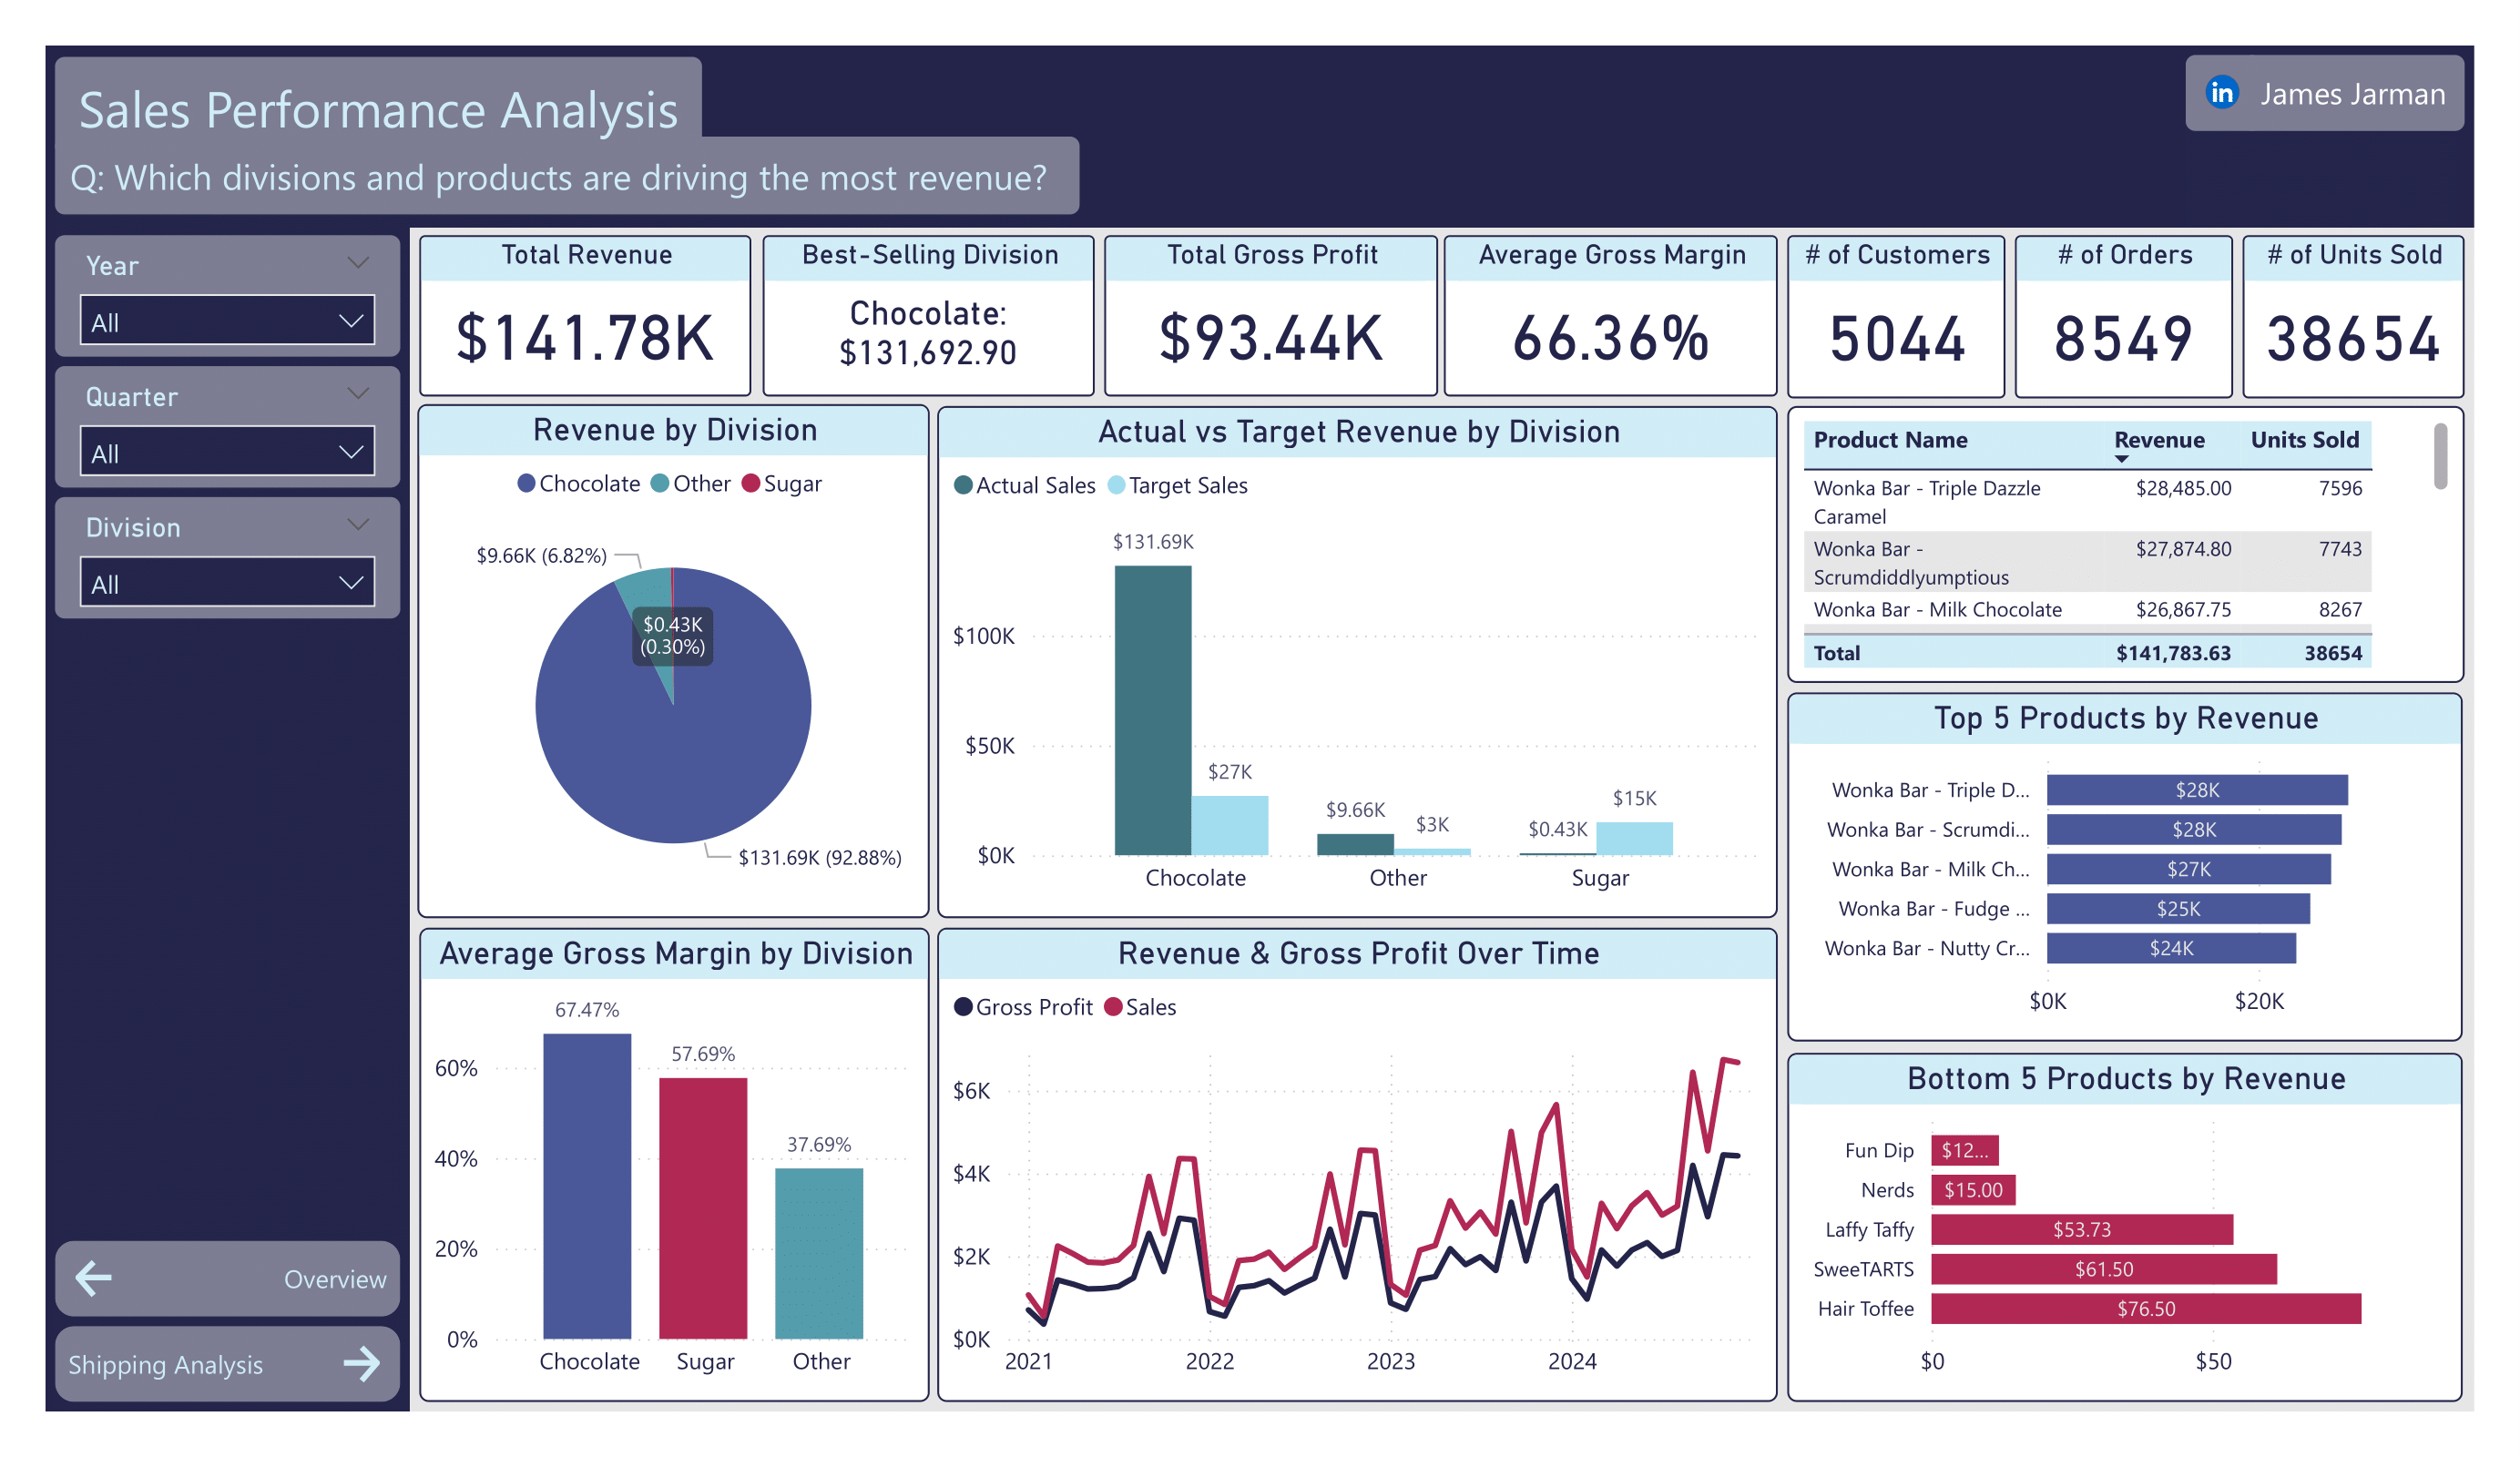 Sales Performance Analysis
in James Jarman
Q: Which divisions and products are driving the most revenue?
Year
All
Quarter
All
Division
All
Overview
Shipping Analysis
Total Revenue
$141.78K
Best-Selling Division
Chocolate:
$131,692.90
Total Gross Profit
$93.44K
Average Gross Margin
66.36%
# of Customers
5044
# of Orders
8549
# of Units Sold
38654
Revenue by Division
Chocolate Other Sugar
$9.66K (6.82%)
$0.43K
(0.30%)
$131.69K (92.88%)
Actual vs Target Revenue by Division
Actual Sales Target Sales
$131.69K
$100K
$50K
$27K
$9.66K
$3K
$0.43K
$15K
$0K
Chocolate Other Sugar
Product Name Revenue Units Sold
Wonka Bar - Triple Dazzle $28,485.00 7596
Caramel
Wonka Bar - $27,874.80 7743
Scrumdiddlyumptious
Wonka Bar - Milk Chocolate $26,867.75 8267
Total $141,783.63 38654
Top 5 Products by Revenue
Wonka Bar - Triple D... $28K
Wonka Bar - Scrumdi... $28K
Wonka Bar - Milk Ch... $27K
Wonka Bar - Fudge ... $25K
Wonka Bar - Nutty Cr... $24K
$0K $20K
Average Gross Margin by Division
67.47%
57.69%
37.69%
60%
40%
20%
0%
Chocolate Sugar Other
Revenue & Gross Profit Over Time
Gross Profit Sales
$6K
$4K
$2K
$0K
2021 2022 2023 2024
Bottom 5 Products by Revenue
Fun Dip $12...
Nerds $15.00
Laffy Taffy $53.73
SweeTARTS $61.50
Hair Toffee $76.50
$0 $50